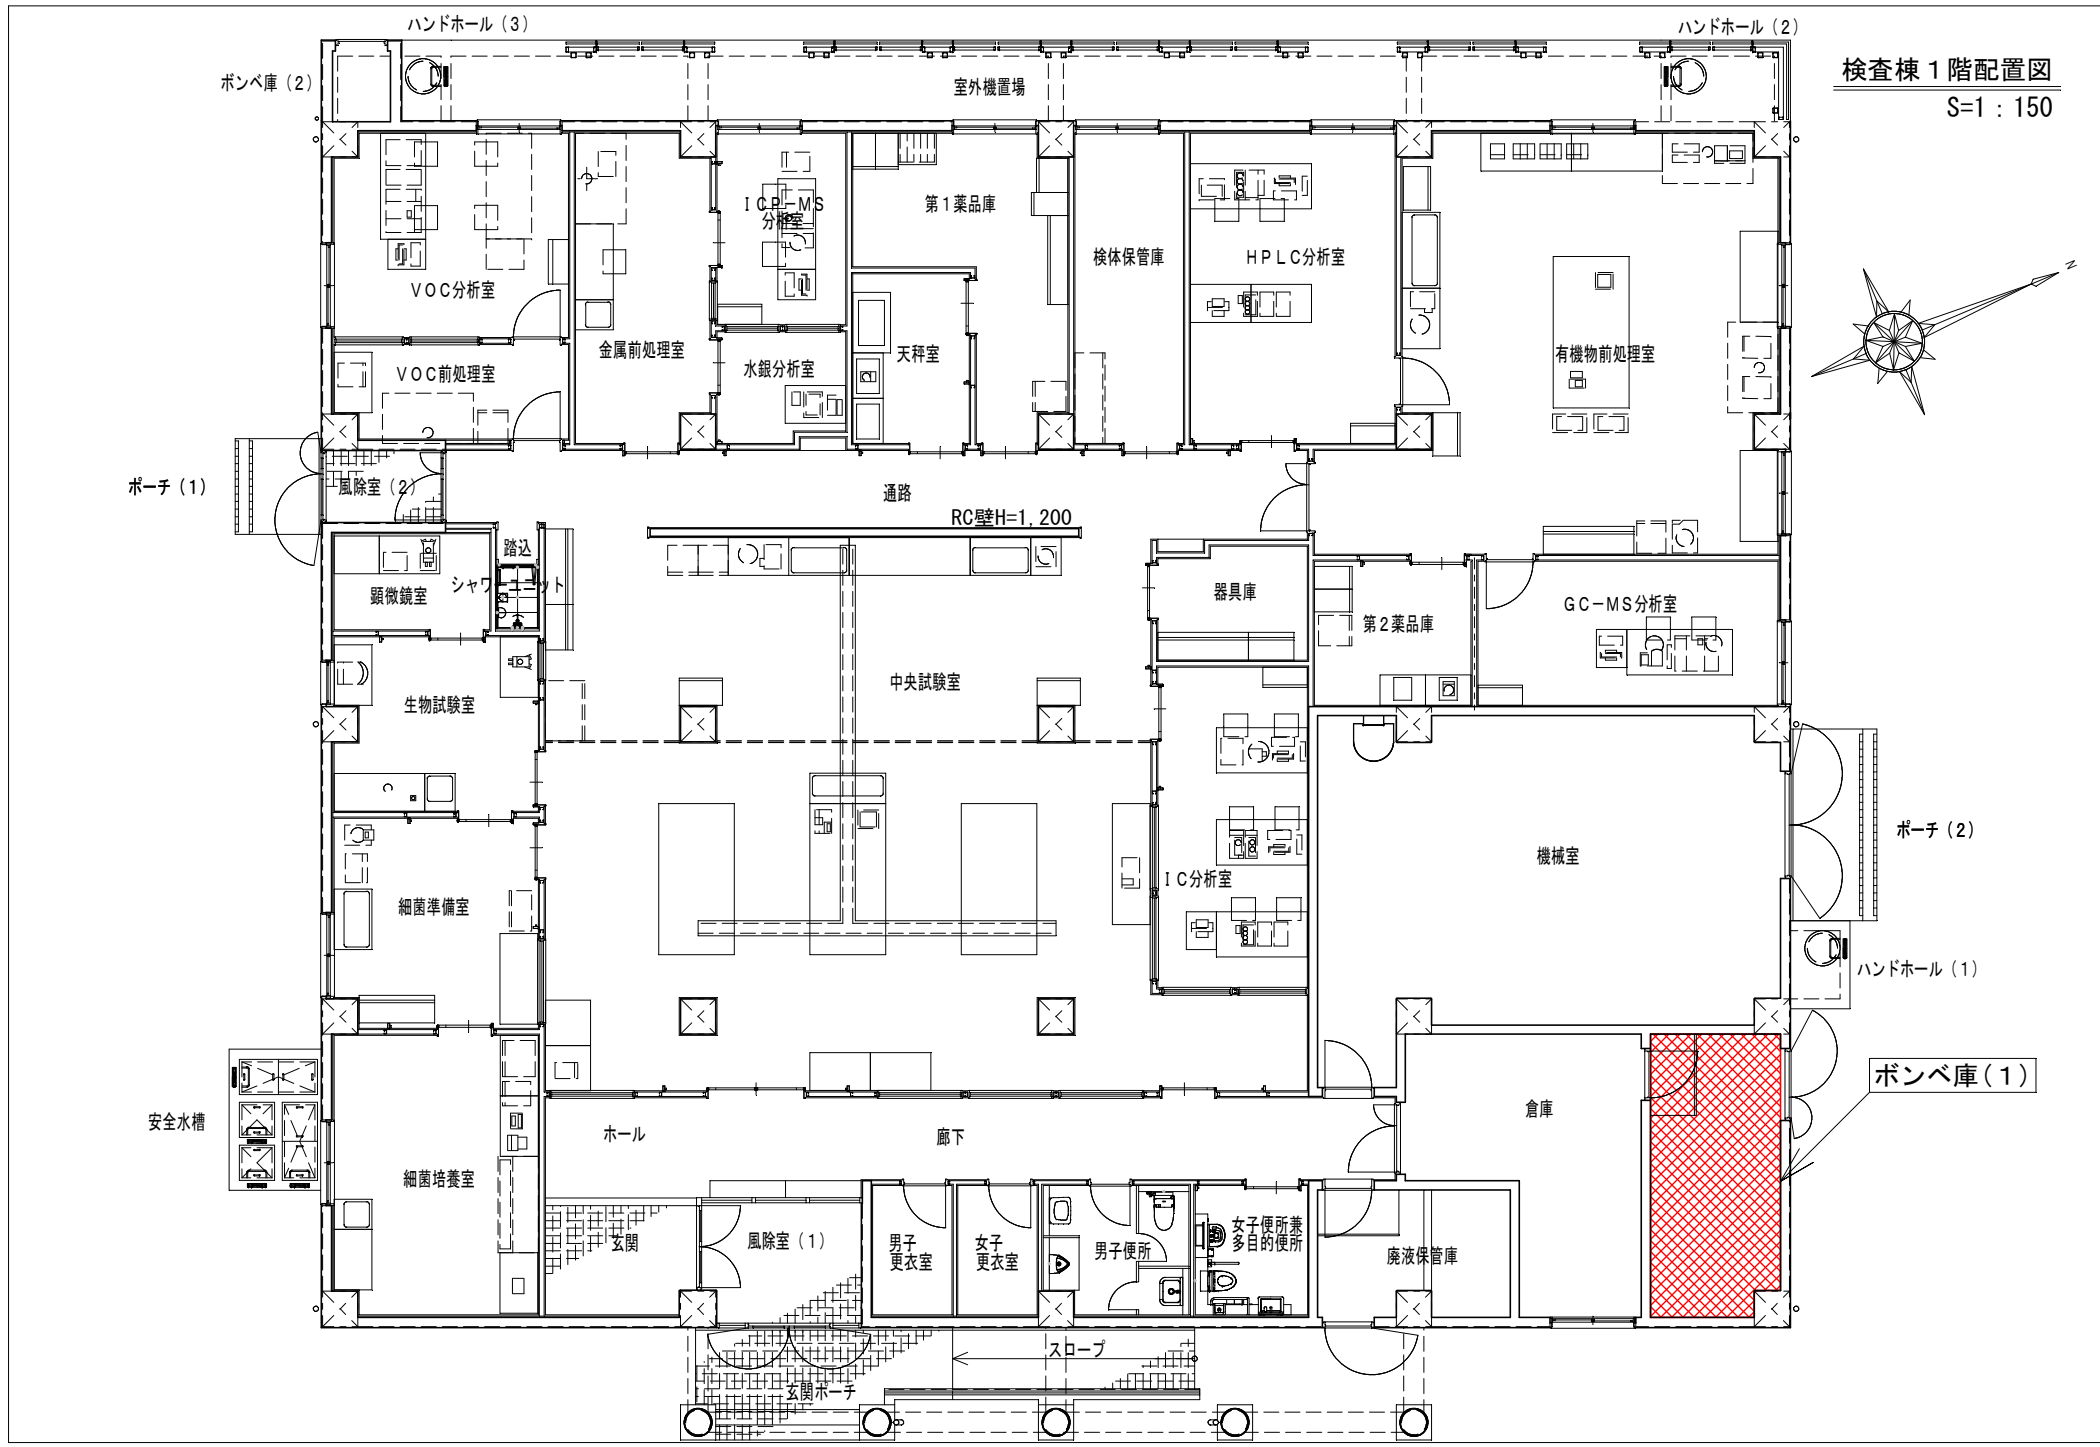 ハンドホール（３）
ハンドホール（２）
ボンベ庫（２）
室外機置場
検査棟１階配置図
S=1：150
ＩＣＰ－ＭＳ
分析室
第１薬品庫
検体保管庫
ＨＰＬＣ分析室
ＶＯＣ分析室
N
金属前処理室
天秤室
有機物前処理室
水銀分析室
ＶＯＣ前処理室
ポーチ（１）
風除室（２）
通路
RC壁H=1,200
踏込
シャワーユニット
顕微鏡室
器具庫
第２薬品庫
ＧＣ－ＭＳ分析室
中央試験室
生物試験室
ポーチ（２）
機械室
ＩＣ分析室
細菌準備室
ハンドホール（１）
ボンベ庫(１)
安全水槽
ホール
廊下
倉庫
細菌培養室
玄関
風除室（１）
男子
更衣室
女子
更衣室
男子便所
女子便所兼
多目的便所
廃液保管庫
スロープ
玄関ポーチ